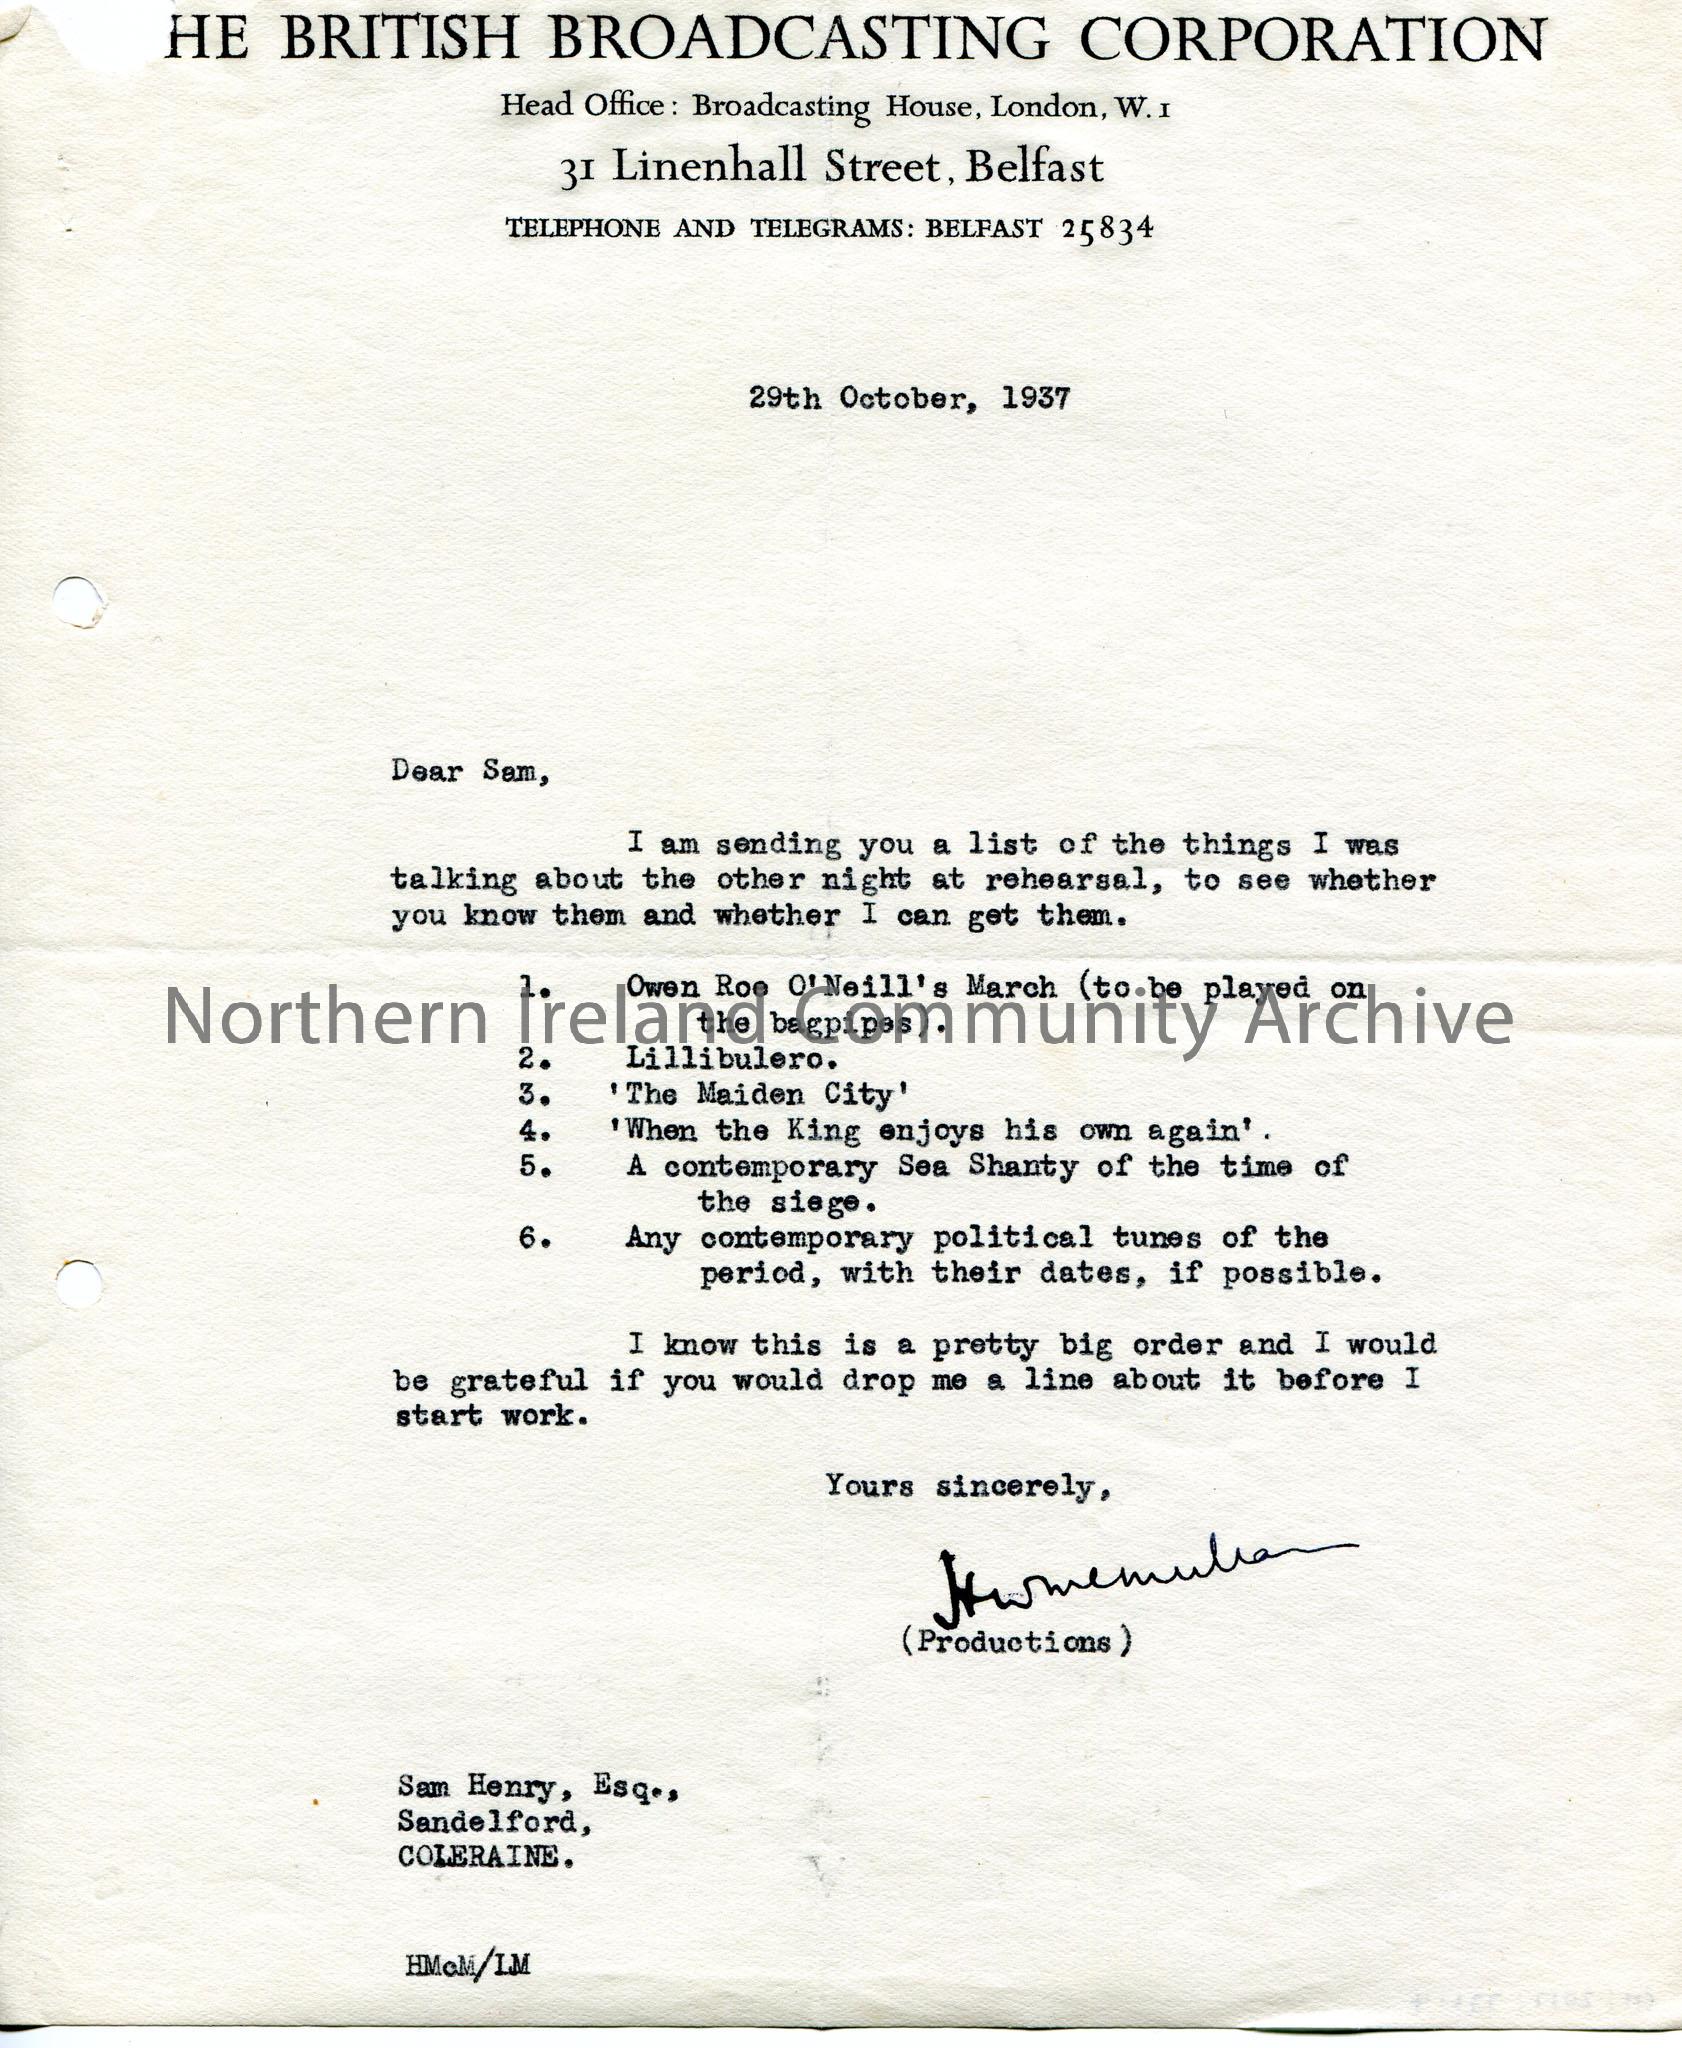 HE BRITISH BROADCASTING CORPORATION
Head Office: Broadcasting House, London, W.1
31 Linenhall Street, Belfast
TELEPHONE AND TELEGRAMS: BELFAST 25834
29th October, 1937
Dear Sam,
I am sending you a list of the things I was
talking about the other night at rehearsal, to see whether
you know them and whether I can get them.
1. Owen Roe O'Neill's March (to be played on
the bagpipes).
Northern Ireland Community Archive
2. Lillibulero.
3. 'The Maiden City'
4. 'When the King enjoys his own again'.
5. A contemporary Sea Shanty of the time of
the siege.
6. Any contemporary political tunes of the
period, with their dates, if possible.
I know this is a pretty big order and I would
be grateful if you would drop me a line about it before I
start work.
Yours sincerely,
(Productions)
Sam Henry, Esq.,
Sandelford,
COLERAINE.
HMcM/LM